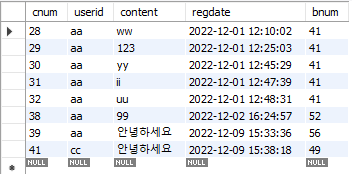 cnum userid content regdate bnum
28 aa ww 2022-12-01 12:10:02 41
29 aa 123 2022-12-01 12:25:03 41
30 aa yy 2022-12-01 12:45:29 41
31 aa ii 2022-12-01 12:47:39 41
32 aa uu 2022-12-01 12:48:31 41
38 aa 99 2022-12-02 16:24:57 52
39 aa 안녕하세요 2022-12-09 15:33:36 56
41 cc 안녕하세요 2022-12-09 15:38:18 49
NULL NULL NULL NULL NULL